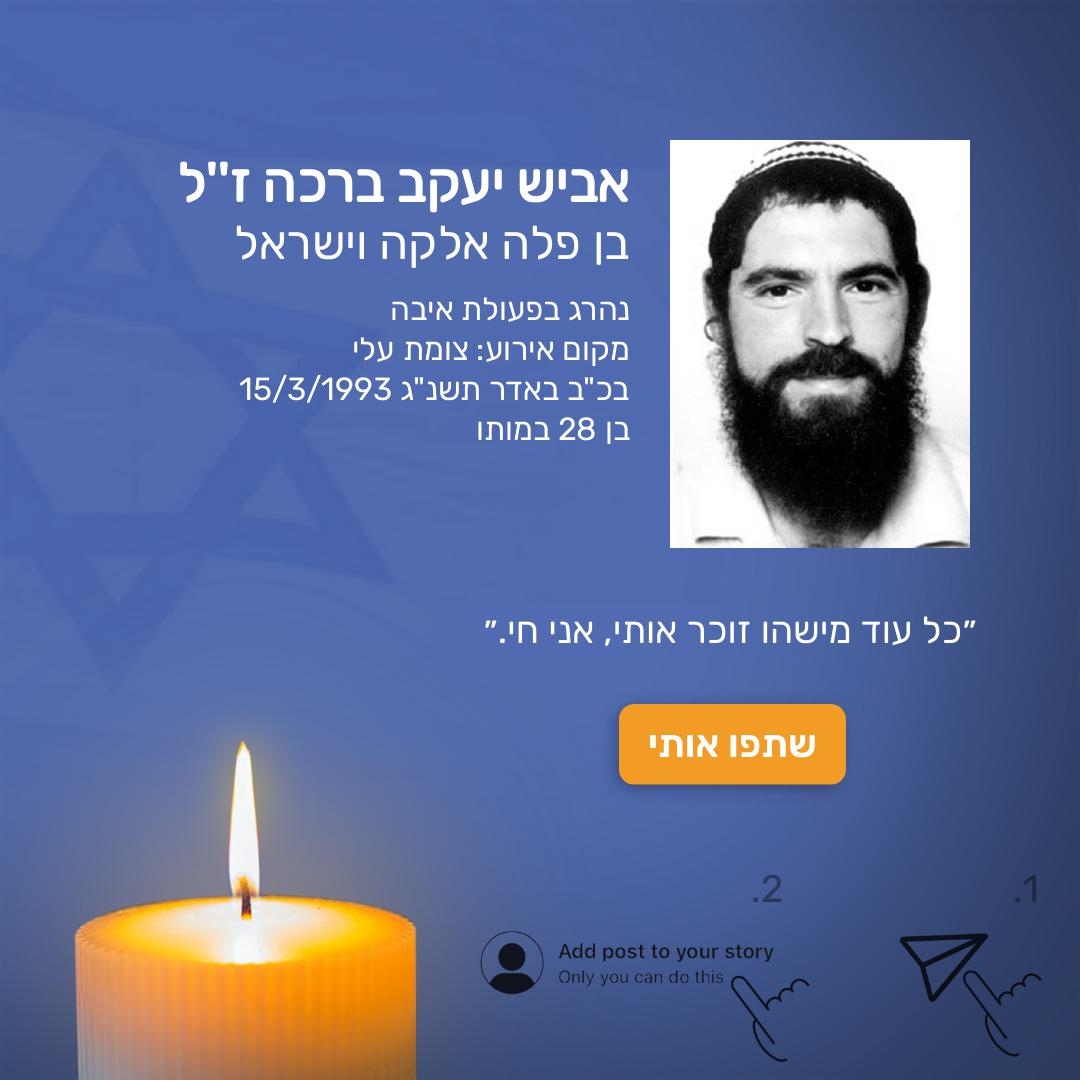 אביש יעקב ברכה ז"ל
בן פלה אלקה וישראל
נהרג בפעולת איבה
מקום אירוע: צומת עלי
בכ"ב באדר תשנ"ג 15/3/1993
בן 28 במותו
״כל עוד מישהו זוכר אותי, אני חי.״
שתפו אותי
1.
2.
Add post to your story
Only you can do this